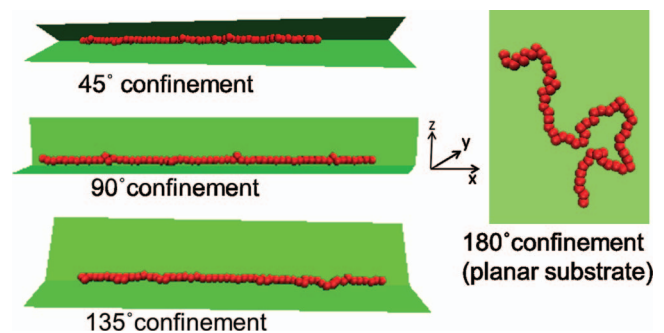 45˚ confinement
90˚confinement
135˚confinement
z
y
x
180˚confinement
(planar substrate)